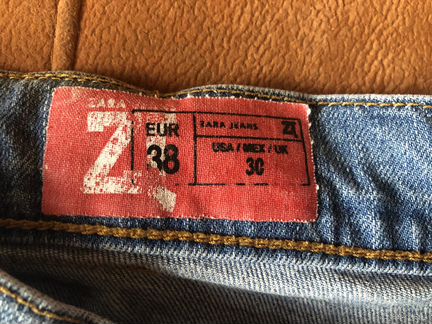 ZARA
Z
EUR
38
ZARA JEANS
USA / MEX / UK
30